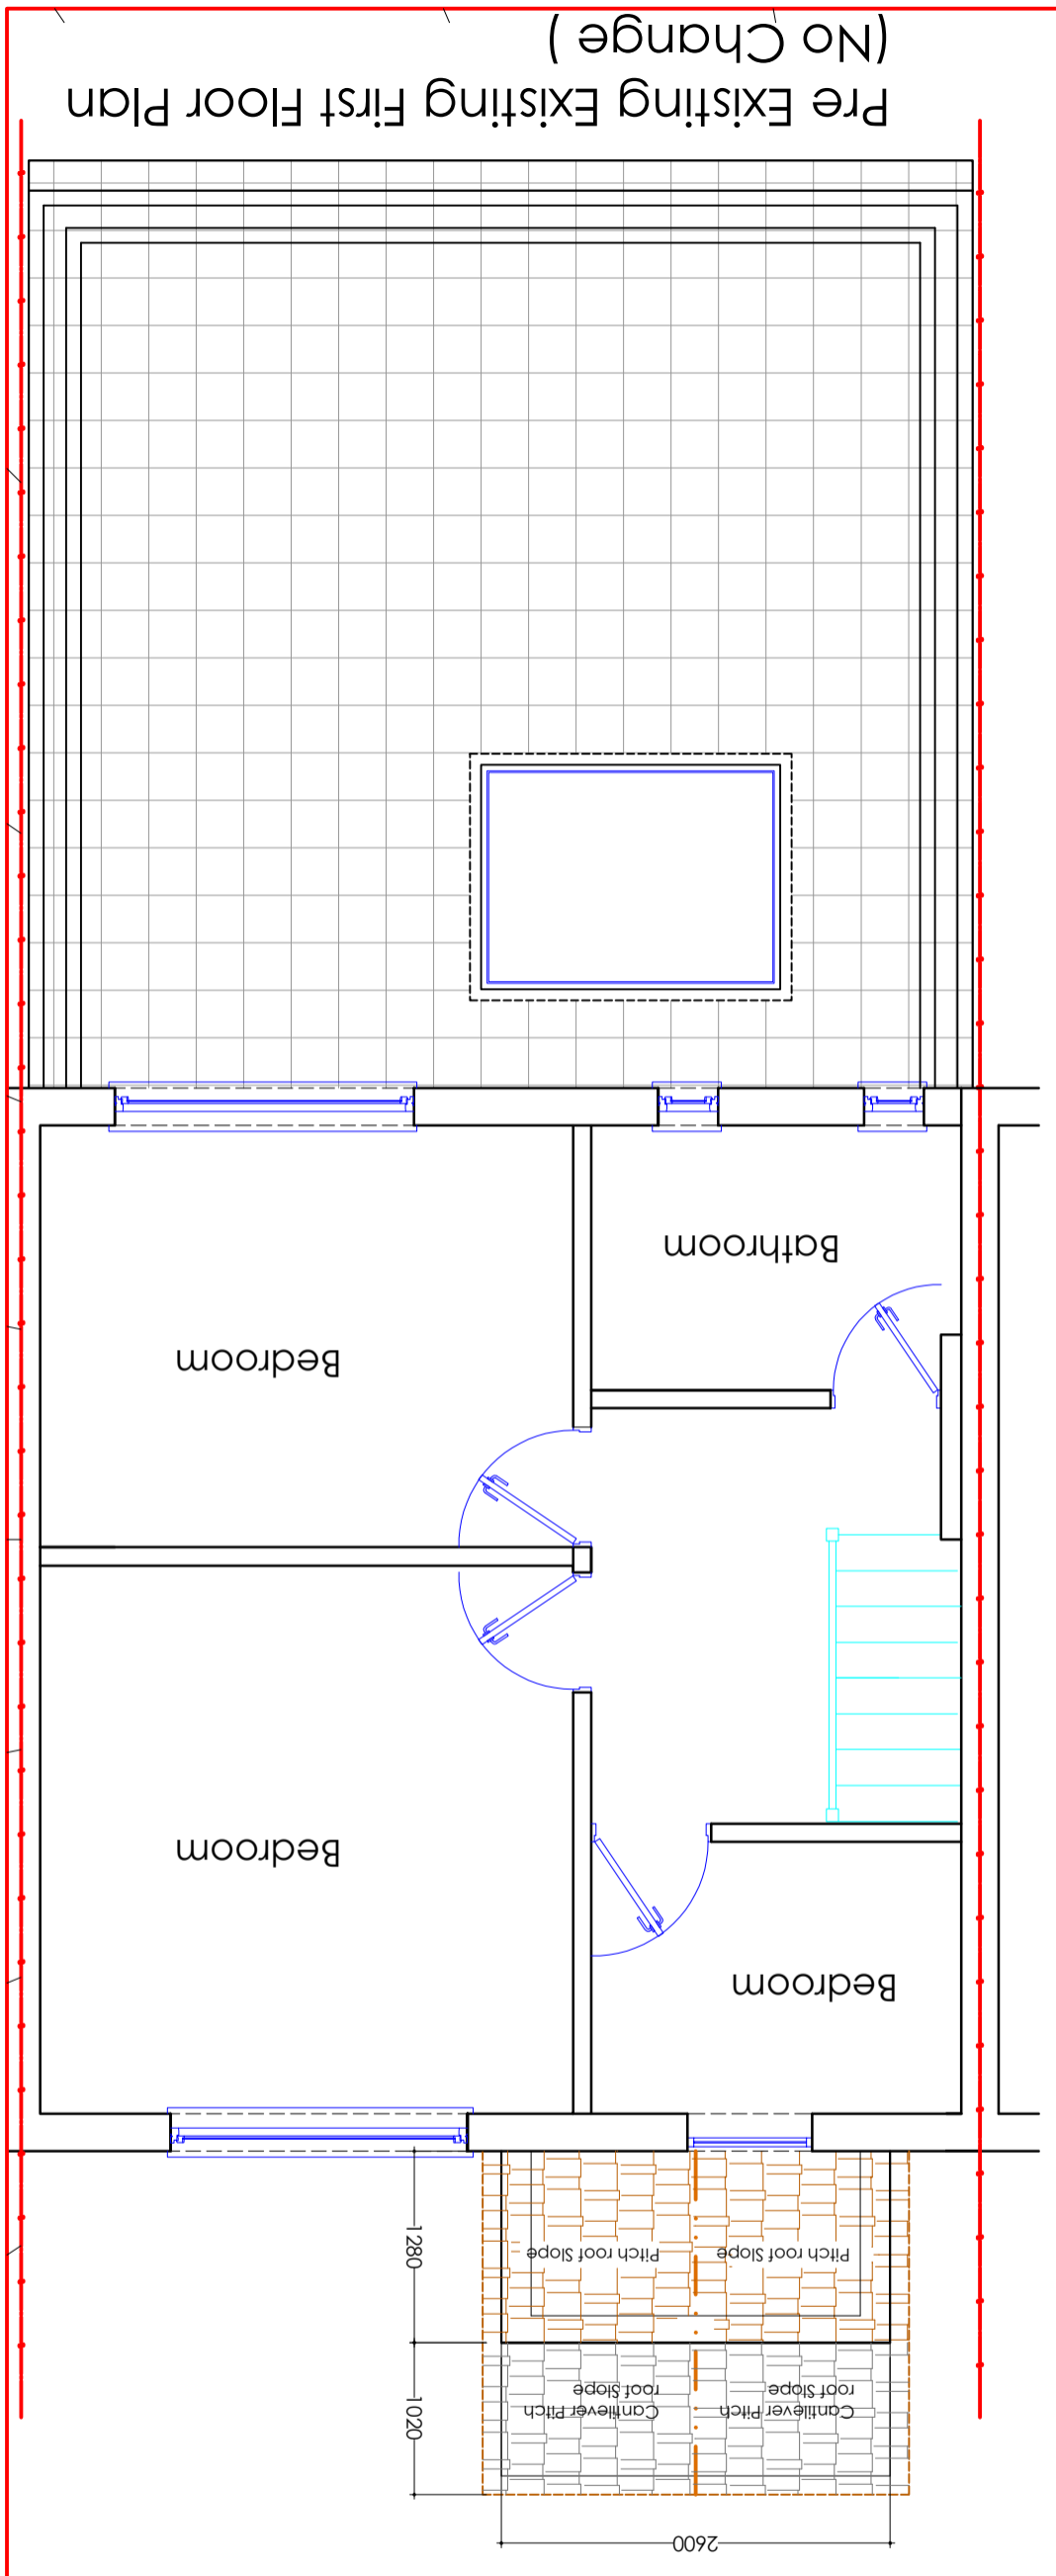 2600
Cantilever Pitch
roof Slope
Cantilever Pitch
roof Slope
1020
Pitch roof Slope
Pitch roof Slope
1280
Bedroom
Bedroom
Bedroom
Bathroom
Pre Existing Existing First Floor Plan
(No Change )